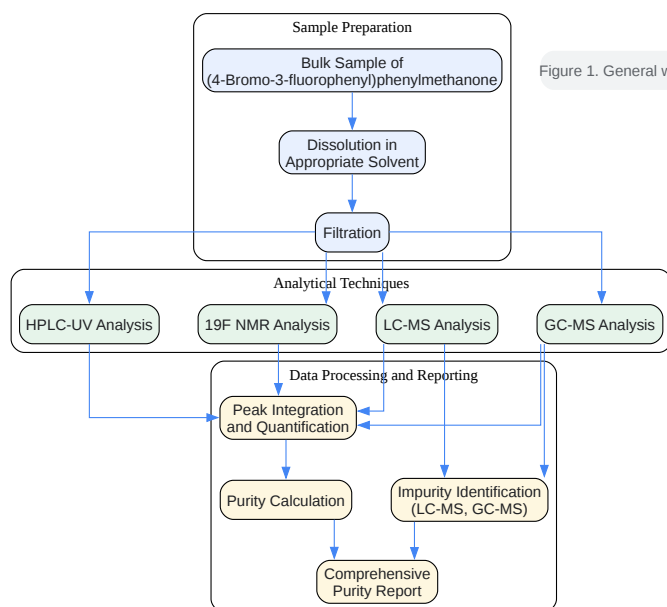 Sample Preparation
Bulk Sample of
(4-Bromo-3-fluorophenyl)phenylmethanone
Figure 1. General w
Dissolution in
Appropriate Solvent
Filtration
Analytical Techniques
HPLC-UV Analysis
19F NMR Analysis
LC-MS Analysis
GC-MS Analysis
Data Processing and Reporting
Peak Integration
and Quantification
Purity Calculation
Impurity Identification
(LC-MS, GC-MS)
Comprehensive
Purity Report